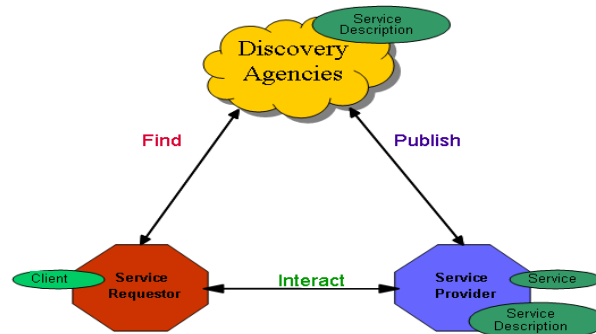 Service
Description
Discovery
Agencies
Find
Publish
Client
Service
Requestor
Interact
Service
Provider
Service
Service
Description